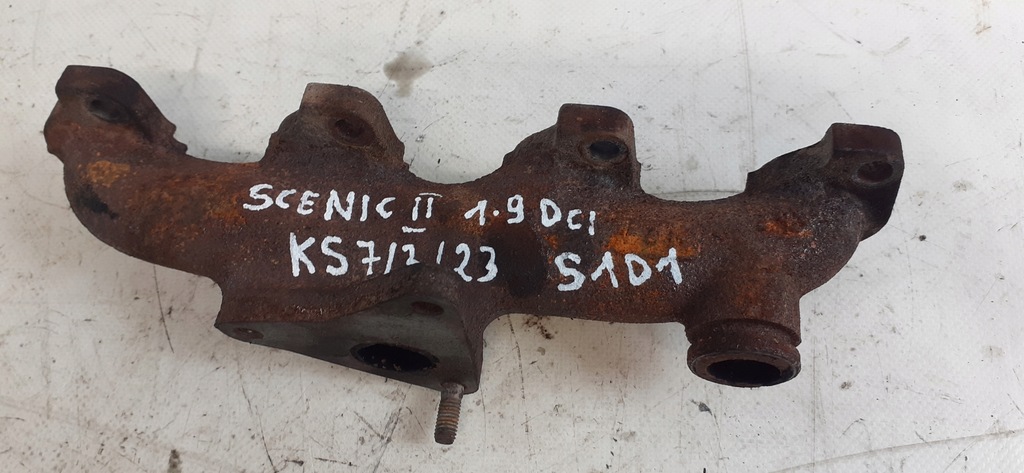 SCENIC II 1.9 DCI
KS7/2/23 S1D1